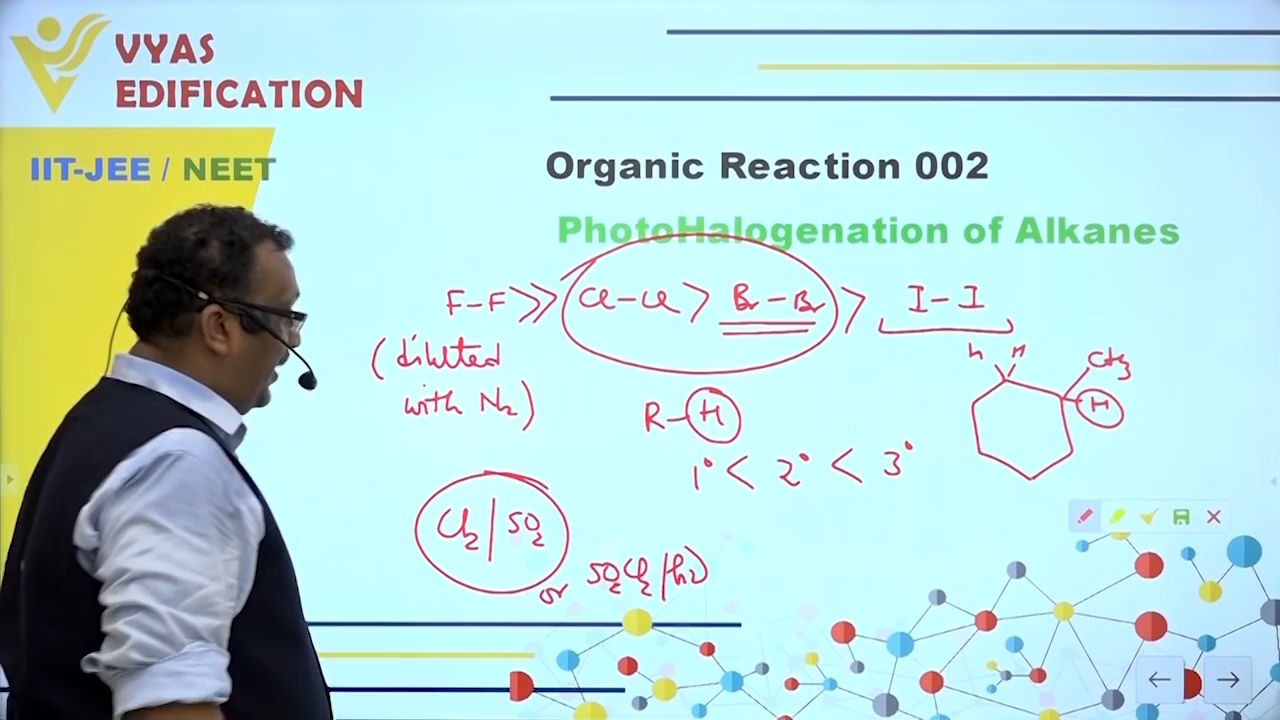 VYAS
EDIFICATION
IIT-JEE / NEET
Organic Reaction 002
PhotoHalogenation of Alkanes
F-F >> Cl-Cl > Br-Br > I-I
(diluted
with N₂)
R-H
1° < 2° < 3°
H H
CH₃
H
Cl₂/SO₂
or SO₂Cl₂/hν